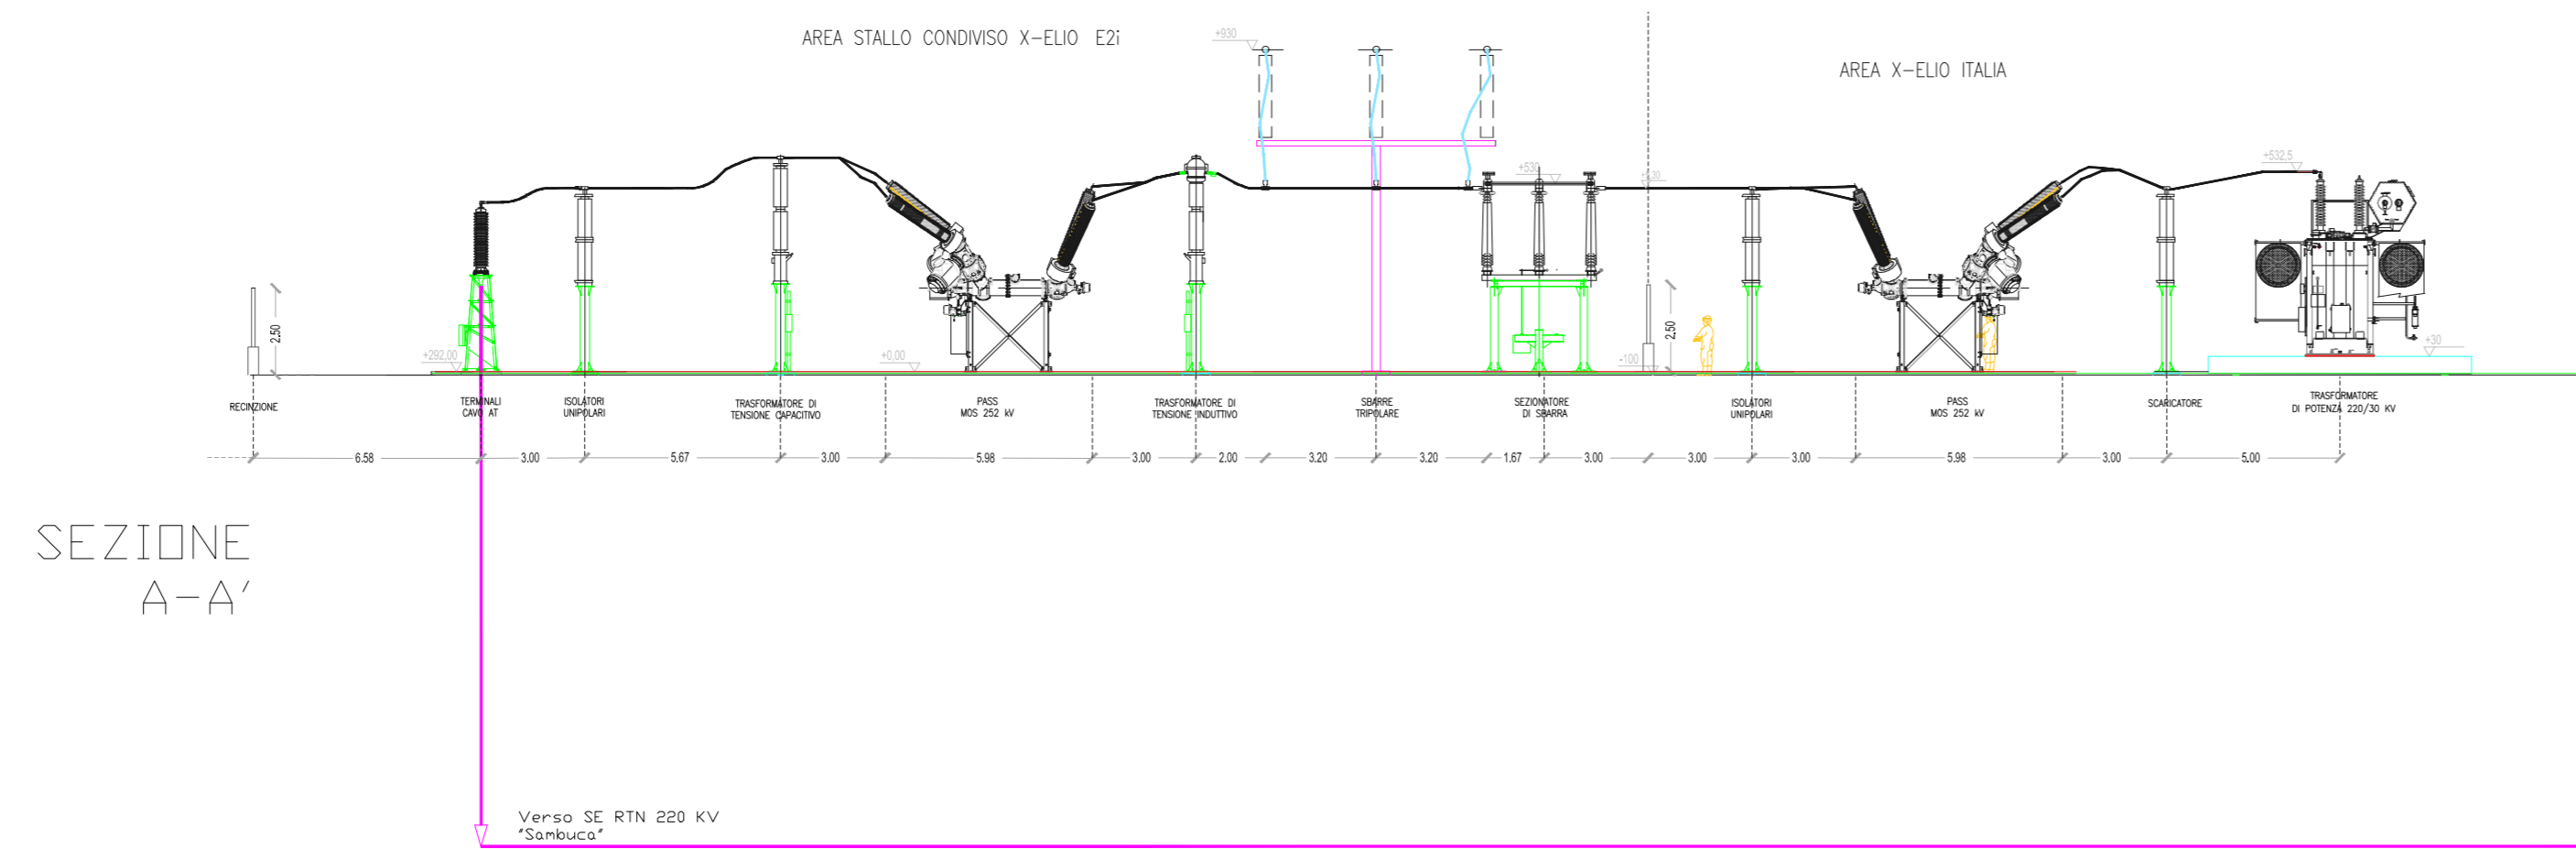 AREA STALLO CONDIVISO X-ELIO E2i
AREA X-ELIO ITALIA
+930
+530
+5,30
+532,5
2.50
2.50
+292,00
+0,00
-100
+30
RECINZIONE
TERMINALI
CAVO AT
ISOLATORI
UNIPOLARI
TRASFORMATORE DI
TENSIONE CAPACITIVO
PASS
MOS 252 kV
TRASFORMATORE DI
TENSIONE INDUTTIVO
SBARRE
TRIPOLARE
SEZIONATORE
DI SBARRA
ISOLATORI
UNIPOLARI
PASS
MOS 252 kV
SCARICATORE
TRASFORMATORE
DI POTENZA 220/30 KV
6.58 3.00 5.67 3.00 5.98 3.00 2.00 3.20 3.20 1.67 3.00 3.00 3.00 5.98 3.00 5.00
SEZIONE
A-A'
Verso SE RTN 220 KV
"Sambuca"